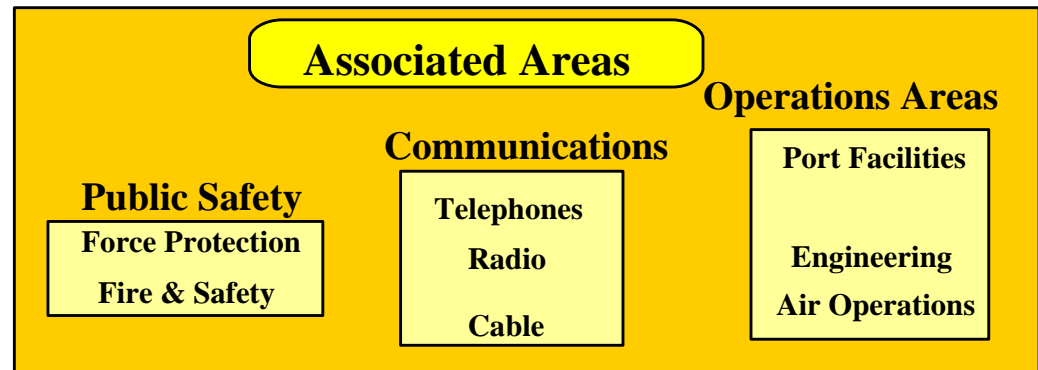 Associated Areas
Public Safety
Force Protection
Fire & Safety
Communications
Telephones
Radio
Cable
Operations Areas
Port Facilities
Engineering
Air Operations